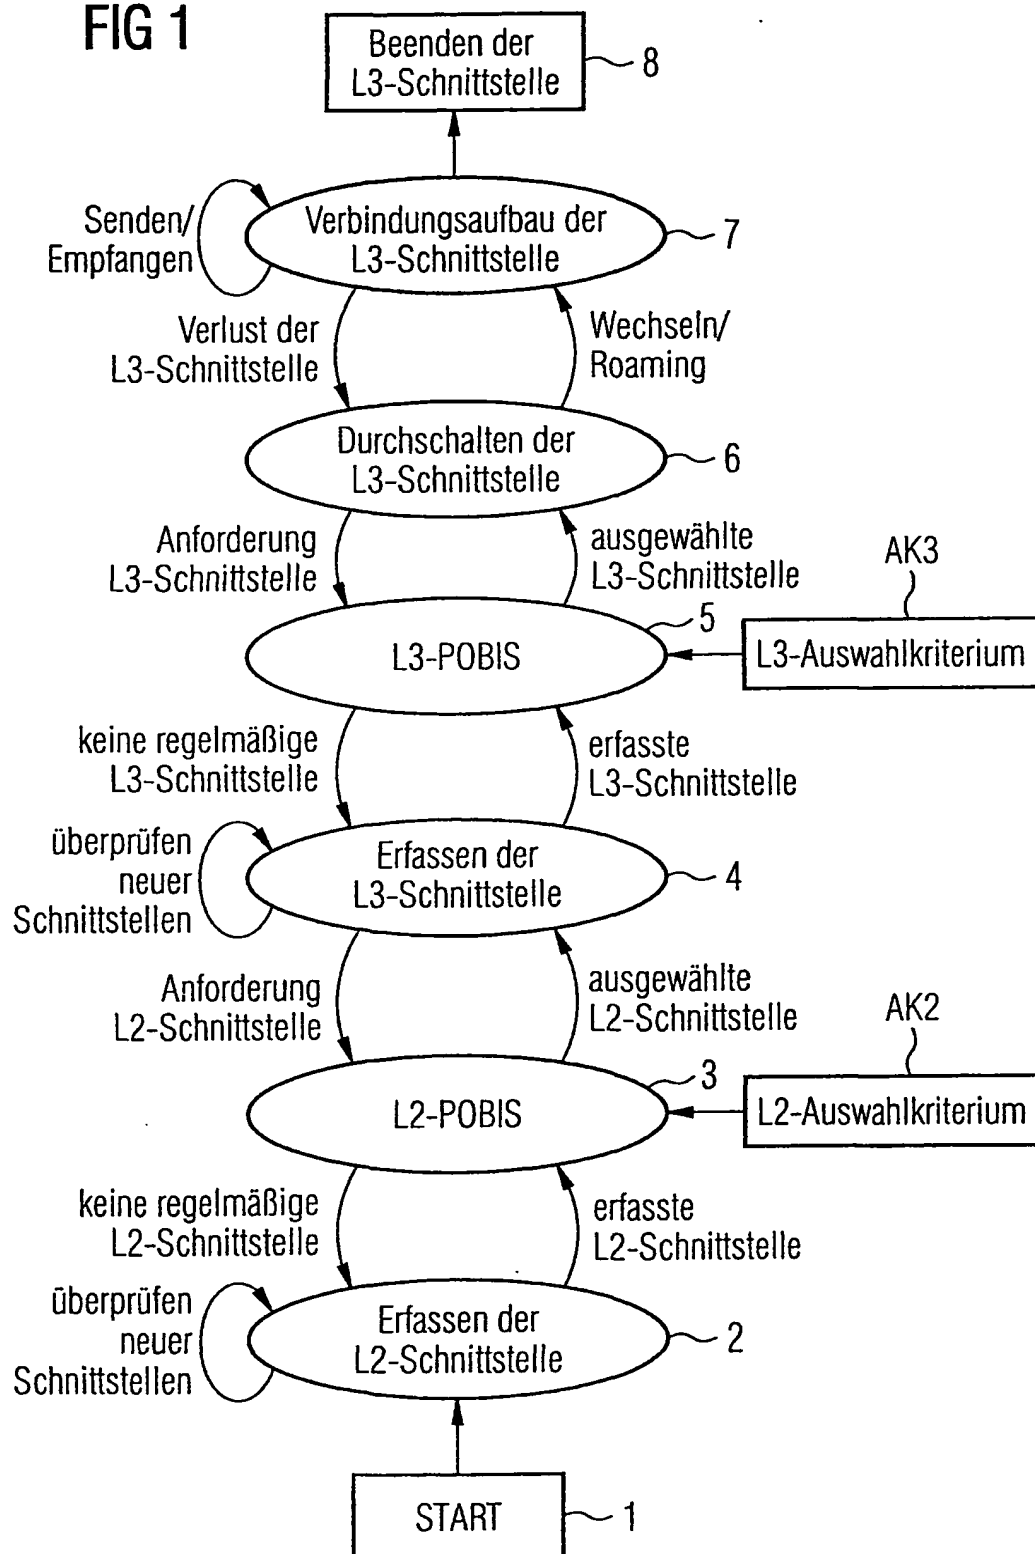 FIG 1
Beenden der
L3-Schnittstelle
8
Senden/
Empfangen
Verbindungsaufbau der
L3-Schnittstelle
7
Verlust der
L3-Schnittstelle
Wechseln/
Roaming
Durchschalten der
L3-Schnittstelle
6
Anforderung
L3-Schnittstelle
ausgewählte
L3-Schnittstelle
AK3
5
L3-POBIS
L3-Auswahlkriterium
keine regelmäßige
L3-Schnittstelle
erfasste
L3-Schnittstelle
überprüfen
neuer
Schnittstellen
Erfassen der
L3-Schnittstelle
4
Anforderung
L2-Schnittstelle
ausgewählte
L2-Schnittstelle
AK2
3
L2-POBIS
L2-Auswahlkriterium
keine regelmäßige
L2-Schnittstelle
erfasste
L2-Schnittstelle
überprüfen
neuer
Schnittstellen
Erfassen der
L2-Schnittstelle
2
START
1